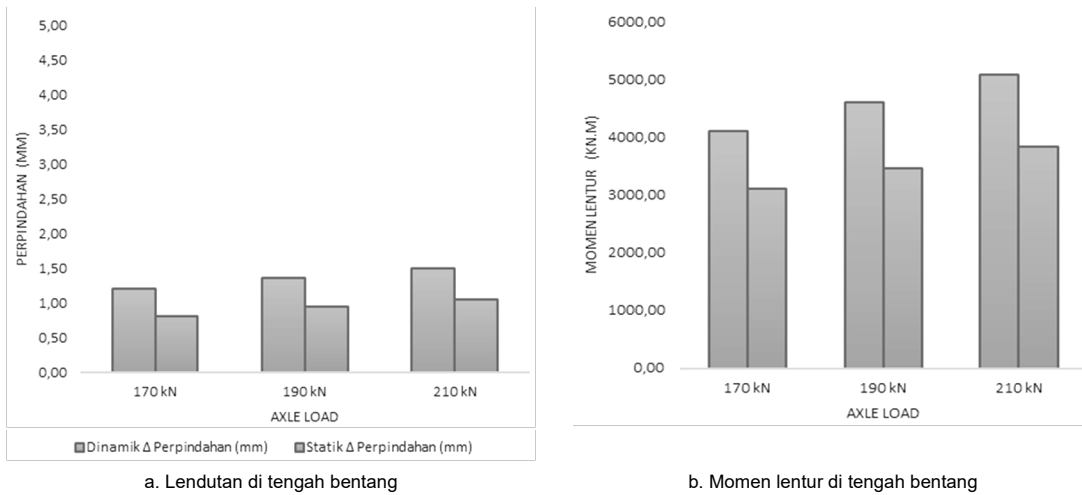 5,00
4,50
4,00
3,50
3,00
2,50
2,00
1,50
1,00
0,50
0,00
PERPINDAHAN (MM)
170 kN 190 kN 210 kN
AXLE LOAD
Dinamik Δ Perpindahan (mm) Statik Δ Perpindahan (mm)
a. Lendutan di tengah bentang
6000,00
5000,00
4000,00
3000,00
2000,00
1000,00
0,00
MOMEN LENTUR (KN.M)
170 kN 190 kN 210 kN
AXLE LOAD
b. Momen lentur di tengah bentang